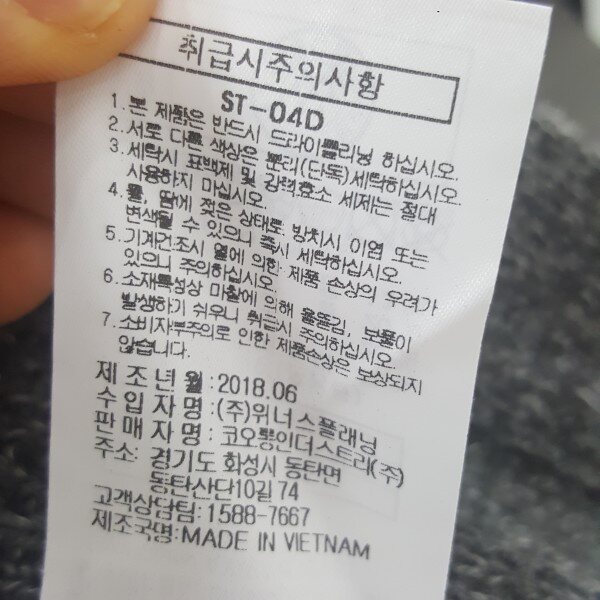 취급시주의사항
ST-04D
1. 본 제품은 반드시 드라이클리닝 하십시오.
2. 서로 다른 색상은 분리(단독)세탁하십시오.
3. 세탁시 표백제 및 강력효소 세제는 절대
사용하지 마십시오.
4. 물, 땀에 젖은 상태로 방치시 이염 또는
변색될 수 있으니 즉시 세탁하십시오.
5. 기계건조시 열에 의한 제품 손상의 우려가
있으니 주의하십시오.
6. 소재특성상 마찰에 의해 올뜯김, 보풀이
발생하기 쉬우니 취급시 주의하십시오.
7. 소비자부주의로 인한 제품손상은 보상되지
않습니다.
제 조 년 월 : 2018.06
수 입 자 명 : (주)위너스플래닝
판 매 자 명 : 코오롱인더스트리(주)
주소: 경기도 화성시 동탄면
동탄산단10길 74
고객상담팀: 1588-7667
제조국명: MADE IN VIETNAM